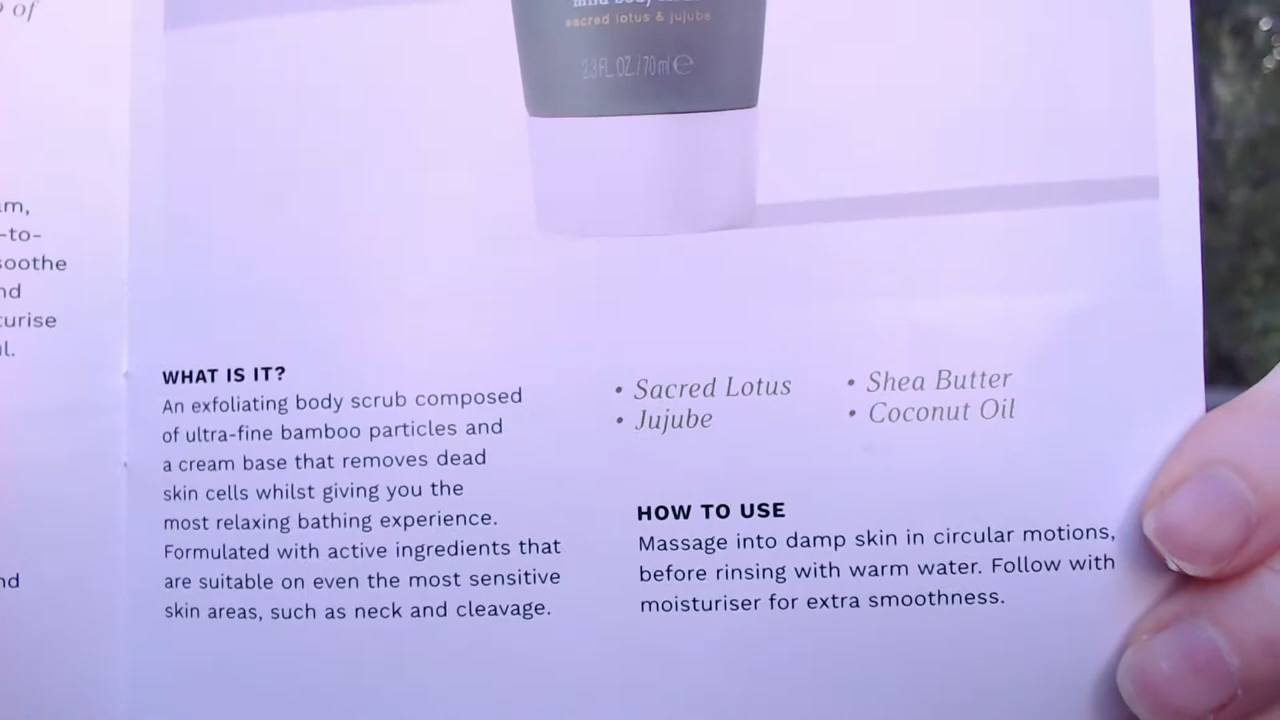 of
um,
-to-
soothe
nd
turise
l.
nd
mild body
sacred lotus & jujube
2.3 FL. OZ. / 70 ml e
WHAT IS IT?
An exfoliating body scrub composed
of ultra-fine bamboo particles and
a cream base that removes dead
skin cells whilst giving you the
most relaxing bathing experience.
Formulated with active ingredients that
are suitable on even the most sensitive
skin areas, such as neck and cleavage.
• Sacred Lotus
• Jujube
• Shea Butter
• Coconut Oil
HOW TO USE
Massage into damp skin in circular motions,
before rinsing with warm water. Follow with
moisturiser for extra smoothness.